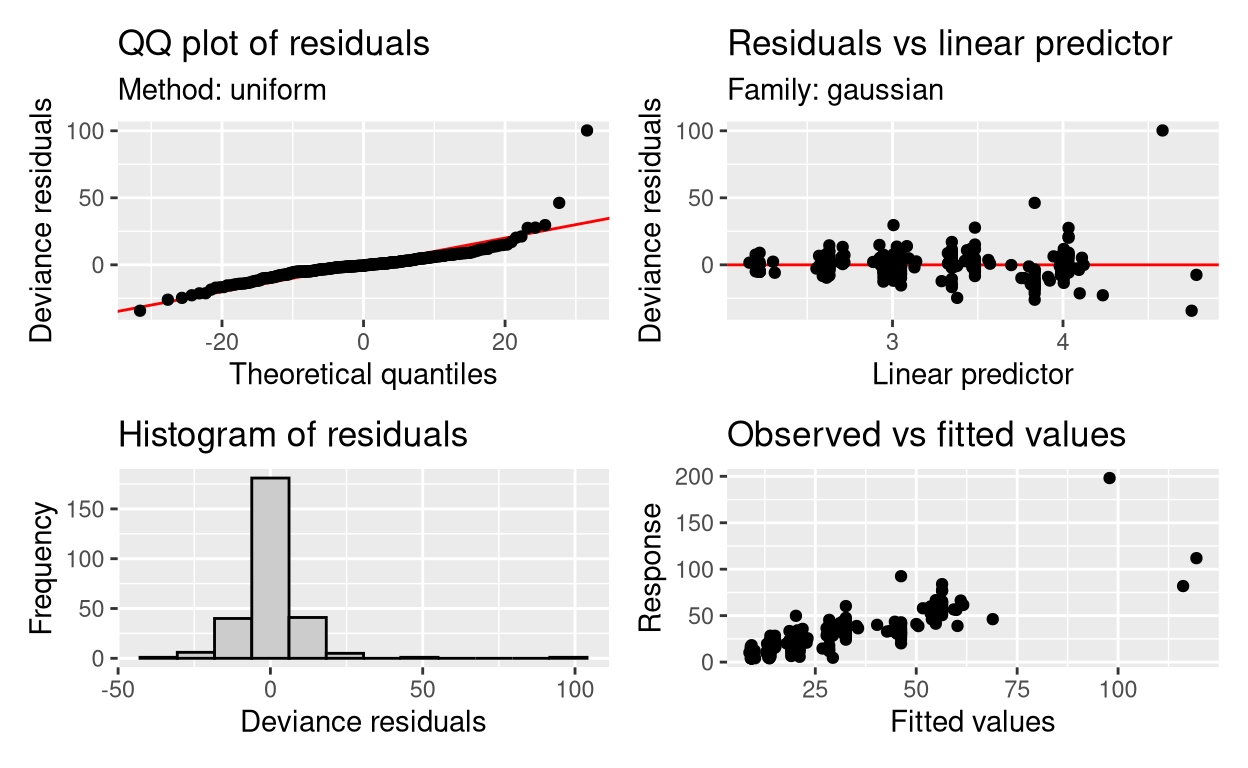 QQ plot of residuals
Method: uniform
Deviance residuals
100
50
0
-20
0
20
Theoretical quantiles
Residuals vs linear predictor
Family: gaussian
Deviance residuals
100
50
0
3
4
Linear predictor
Histogram of residuals
Frequency
150
100
50
0
-50
0
50
100
Deviance residuals
Observed vs fitted values
Response
200
150
100
50
0
25
50
75
100
Fitted values